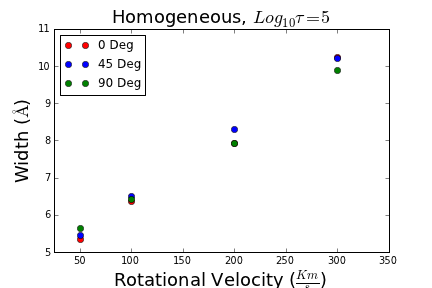 Homogeneous, Log₁₀τ=5
11
10
9
8
7
6
5
Width (Å)
0 Deg
45 Deg
90 Deg
50 100 150 200 250 300 350
Rotational Velocity (Km/s)